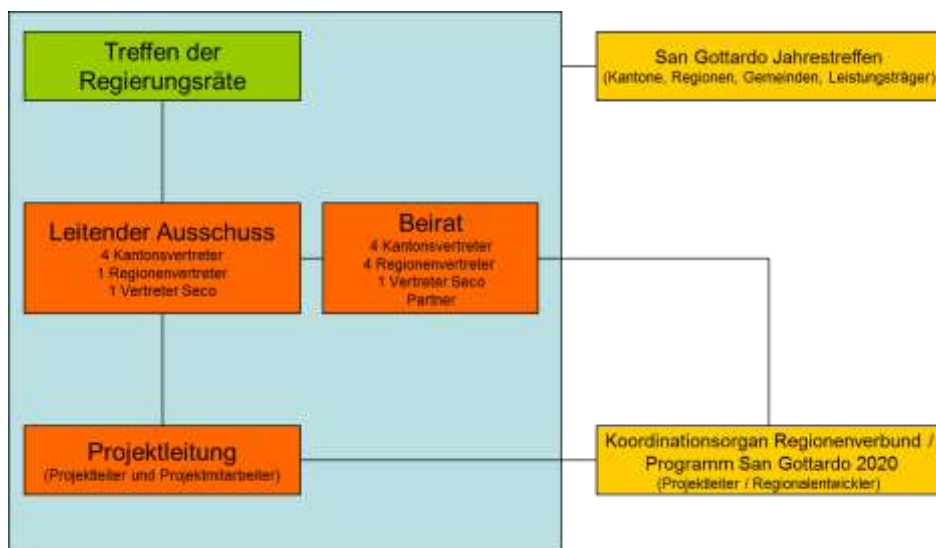 Treffen der
Regierungsräte
San Gottardo Jahrestreffen
(Kantone, Regionen, Gemeinden, Leistungsträger)
Leitender Ausschuss
4 Kantonsvertreter
1 Regionenvertreter
1 Vertreter Seco
Beirat
4 Kantonsvertreter
4 Regionenvertreter
1 Vertreter Seco
Partner
Projektleitung
(Projektleiter und Projektmitarbeiter)
Koordinationsorgan Regionenverbund /
Programm San Gottardo 2020
(Projektleiter / Regionalentwickler)